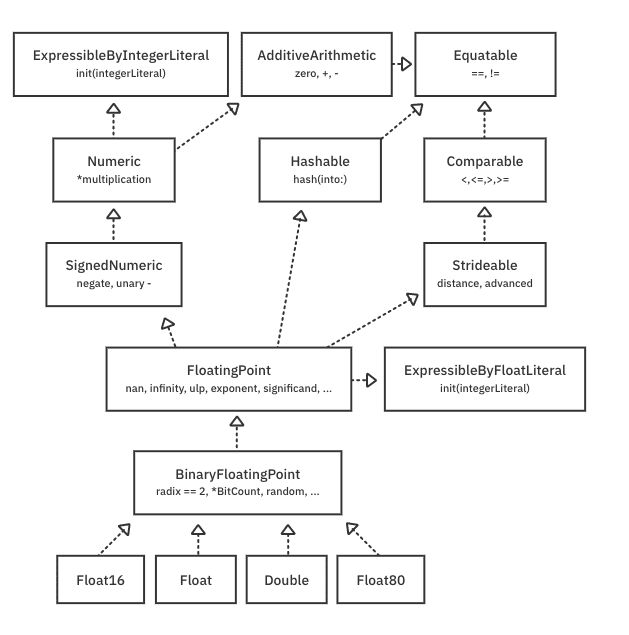 ExpressibleByIntegerLiteral
init(integerLiteral)
AdditiveArithmetic
zero, +, -
Equatable
==, !=
Numeric
*multiplication
Hashable
hash(into:)
Comparable
<,<=,>,>=
SignedNumeric
negate, unary -
Strideable
distance, advanced
FloatingPoint
nan, infinity, ulp, exponent, significand, ...
ExpressibleByFloatLiteral
init(integerLiteral)
BinaryFloatingPoint
radix == 2, *BitCount, random, ...
Float16
Float
Double
Float80